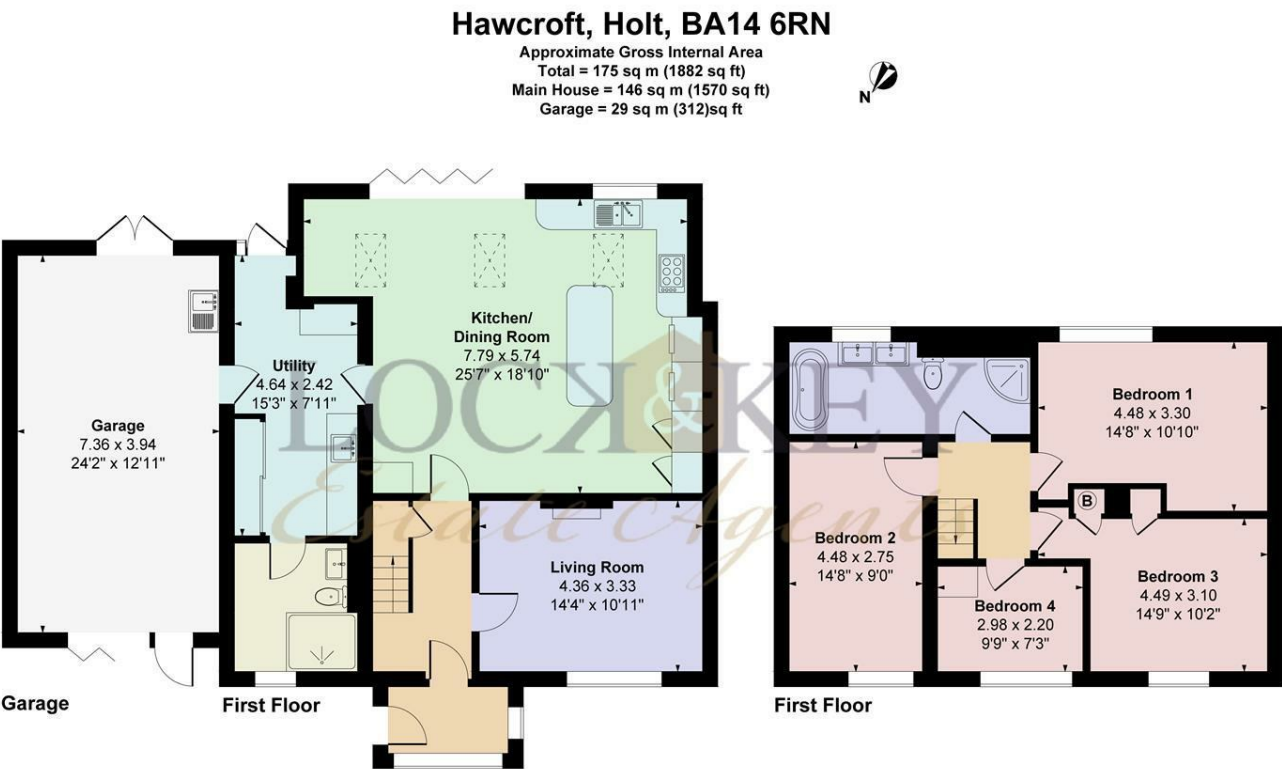 Hawcroft, Holt, BA14 6RN
Approximate Gross Internal Area
Total = 175 sq m (1882 sq ft)
Main House = 146 sq m (1570 sq ft)
Garage = 29 sq m (312)sq ft
N
Kitchen/
Dining Room
7.79 x 5.74
25'7" x 18'10"
Utility
4.64 x 2.42
15'3" x 7'11"
Garage
7.36 x 3.94
24'2" x 12'11"
Living Room
4.36 x 3.33
14'4" x 10'11"
Garage
First Floor
Bedroom 1
4.48 x 3.30
14'8" x 10'10"
B
Bedroom 2
4.48 x 2.75
14'8" x 9'0"
Bedroom 3
4.49 x 3.10
14'9" x 10'2"
Bedroom 4
2.98 x 2.20
9'9" x 7'3"
First Floor
LOCK & KEY
Estate Agents